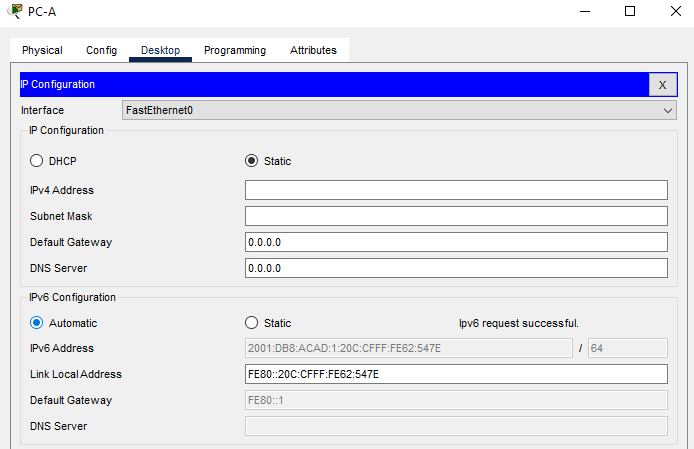 PC-A
Physical Config Desktop Programming Attributes
IP Configuration X
Interface FastEthernet0
IP Configuration
DHCP Static
IPv4 Address
Subnet Mask
Default Gateway 0.0.0.0
DNS Server 0.0.0.0
IPv6 Configuration
Automatic Static Ipv6 request successful.
IPv6 Address 2001:DB8:ACAD:1:20C:CFFF:FE62:547E / 64
Link Local Address FE80::20C:CFFF:FE62:547E
Default Gateway FE80::1
DNS Server